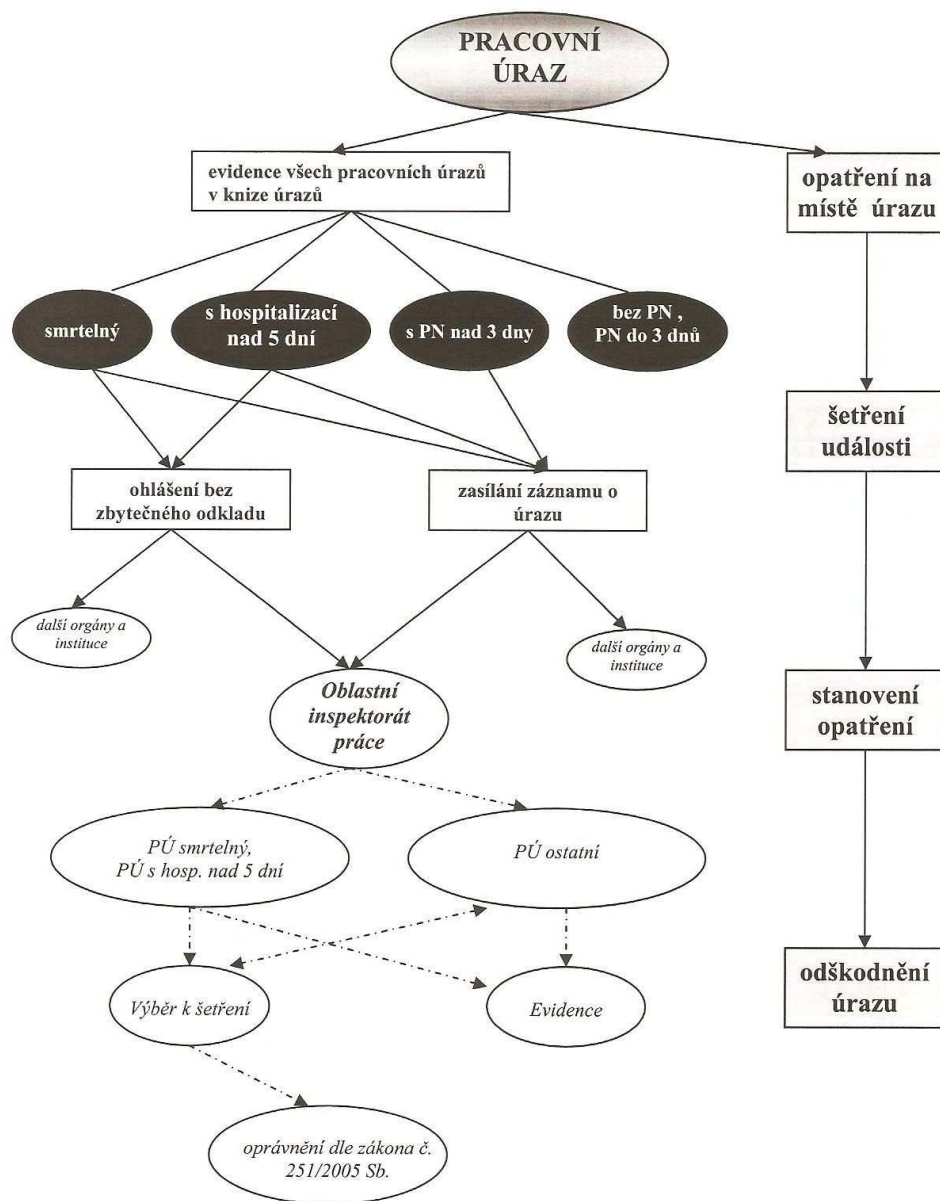 PRACOVNÍ
ÚRAZ
evidence všech pracovních úrazů
v knize úrazů
opatření na
místě úrazu
smrtelný
s hospitalizací
nad 5 dní
s PN nad 3 dny
bez PN ,
PN do 3 dnů
šetření
události
ohlášení bez
zbytečného odkladu
zasílání záznamu o
úrazu
další orgány a
instituce
další orgány a
instituce
Oblastní
inspektorát
práce
stanovení
opatření
PÚ smrtelný,
PÚ s hosp. nad 5 dní
PÚ ostatní
Výběr k šetření
Evidence
odškodnění
úrazu
oprávnění dle zákona č.
251/2005 Sb.